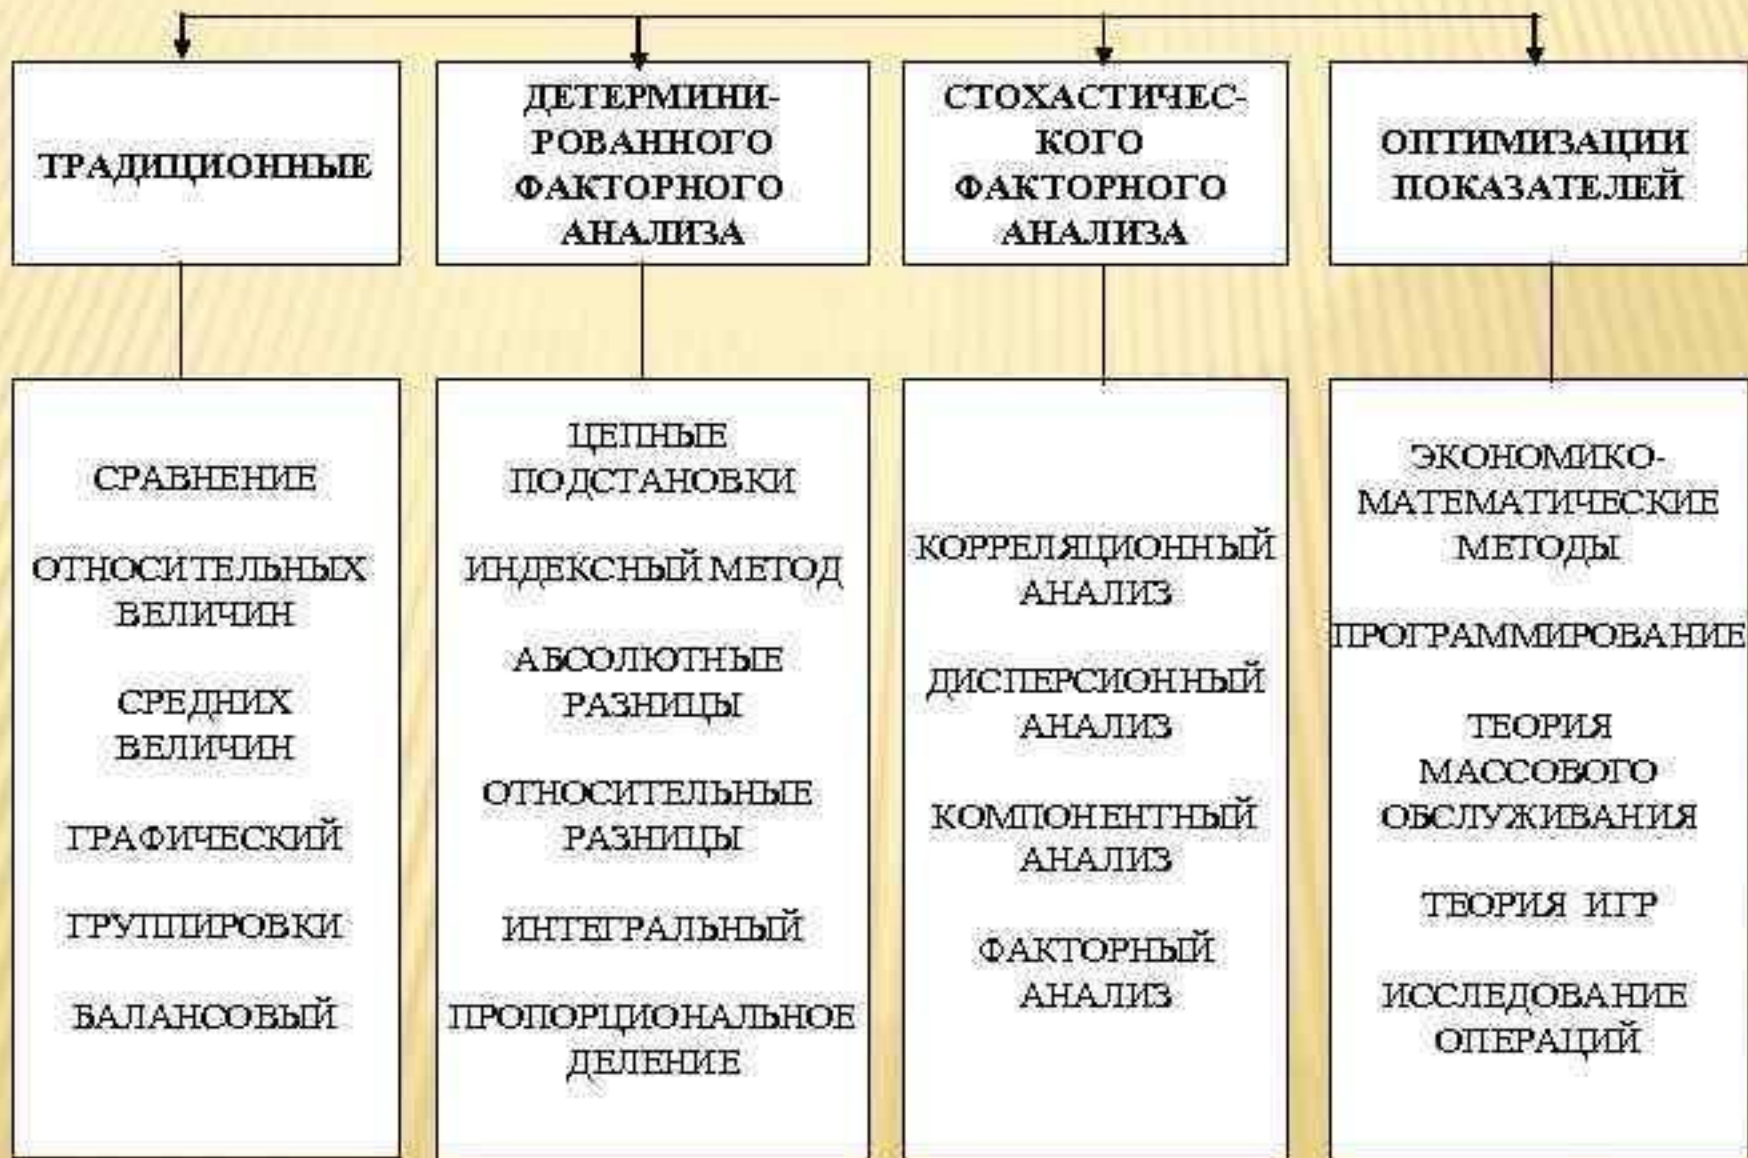 ТРАДИЦИОННЫЕ
ДЕТЕРМИНИ-
РОВАННОГО
ФАКТОРНОГО
АНАЛИЗА
СТОХАСТИЧЕС-
КОГО
ФАКТОРНОГО
АНАЛИЗА
ОПТИМИЗАЦИИ
ПОКАЗАТЕЛЕЙ
СРАВНЕНИЕ
ОТНОСИТЕЛЬНЫХ
ВЕЛИЧИН
СРЕДНИХ
ВЕЛИЧИН
ГРАФИЧЕСКИЙ
ГРУППИРОВКИ
БАЛАНСОВЫЙ
ЦЕПНЫЕ
ПОДСТАНОВКИ
ИНДЕКСНЫЙ МЕТОД
АБСОЛЮТНЫЕ
РАЗНИЦЫ
ОТНОСИТЕЛЬНЫЕ
РАЗНИЦЫ
ИНТЕГРАЛЬНЫЙ
ПРОПОРЦИОНАЛЬНОЕ
ДЕЛЕНИЕ
КОРРЕЛЯЦИОННЫЙ
АНАЛИЗ
ДИСПЕРСИОННЫЙ
АНАЛИЗ
КОМПОНЕНТНЫЙ
АНАЛИЗ
ФАКТОРНЫЙ
АНАЛИЗ
ЭКОНОМИКО-
МАТЕМАТИЧЕСКИЕ
МЕТОДЫ
ПРОГРАММИРОВАНИЕ
ТЕОРИЯ
МАССОВОГО
ОБСЛУЖИВАНИЯ
ТЕОРИЯ ИГР
ИССЛЕДОВАНИЕ
ОПЕРАЦИЙ